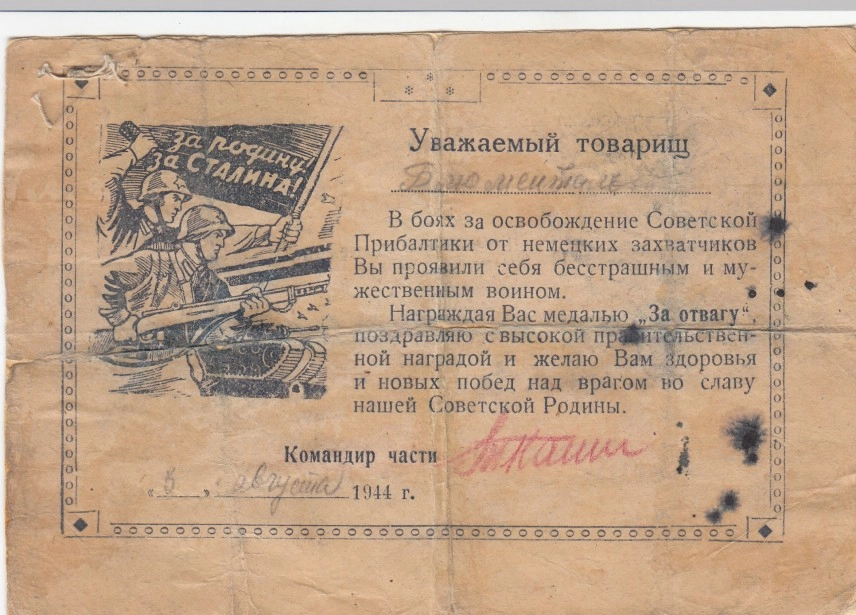 за родину!
за СТАЛИНА!
Уважаемый товарищ
В боях за освобождение Советской
Прибалтики от немецких захватчиков
Вы проявили себя бесстрашным и му-
жественным воином.
Награждая Вас медалью „За отвагу“,
поздравляю с высокой правительствен-
ной наградой и желаю Вам здоровья
и новых побед над врагом во славу
нашей Советской Родины.
Командир части
„5„ августа 1944 г.